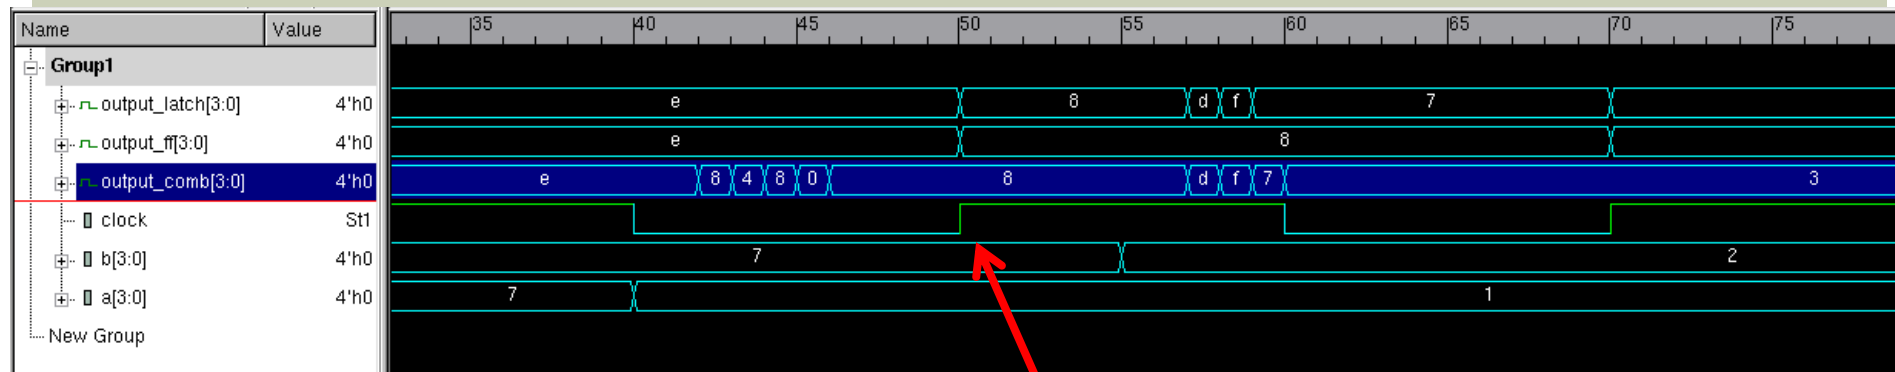 Name Value 35 40 45 50 55 60 65 70 75
Group1
output_latch[3:0] 4'h0 e 8 d f 7
output_ff[3:0] 4'h0 e 8
output_comb[3:0] 4'h0 e 8 4 8 0 8 d f 7 3
clock St1
b[3:0] 4'h0 7 2
a[3:0] 4'h0 7 1
New Group